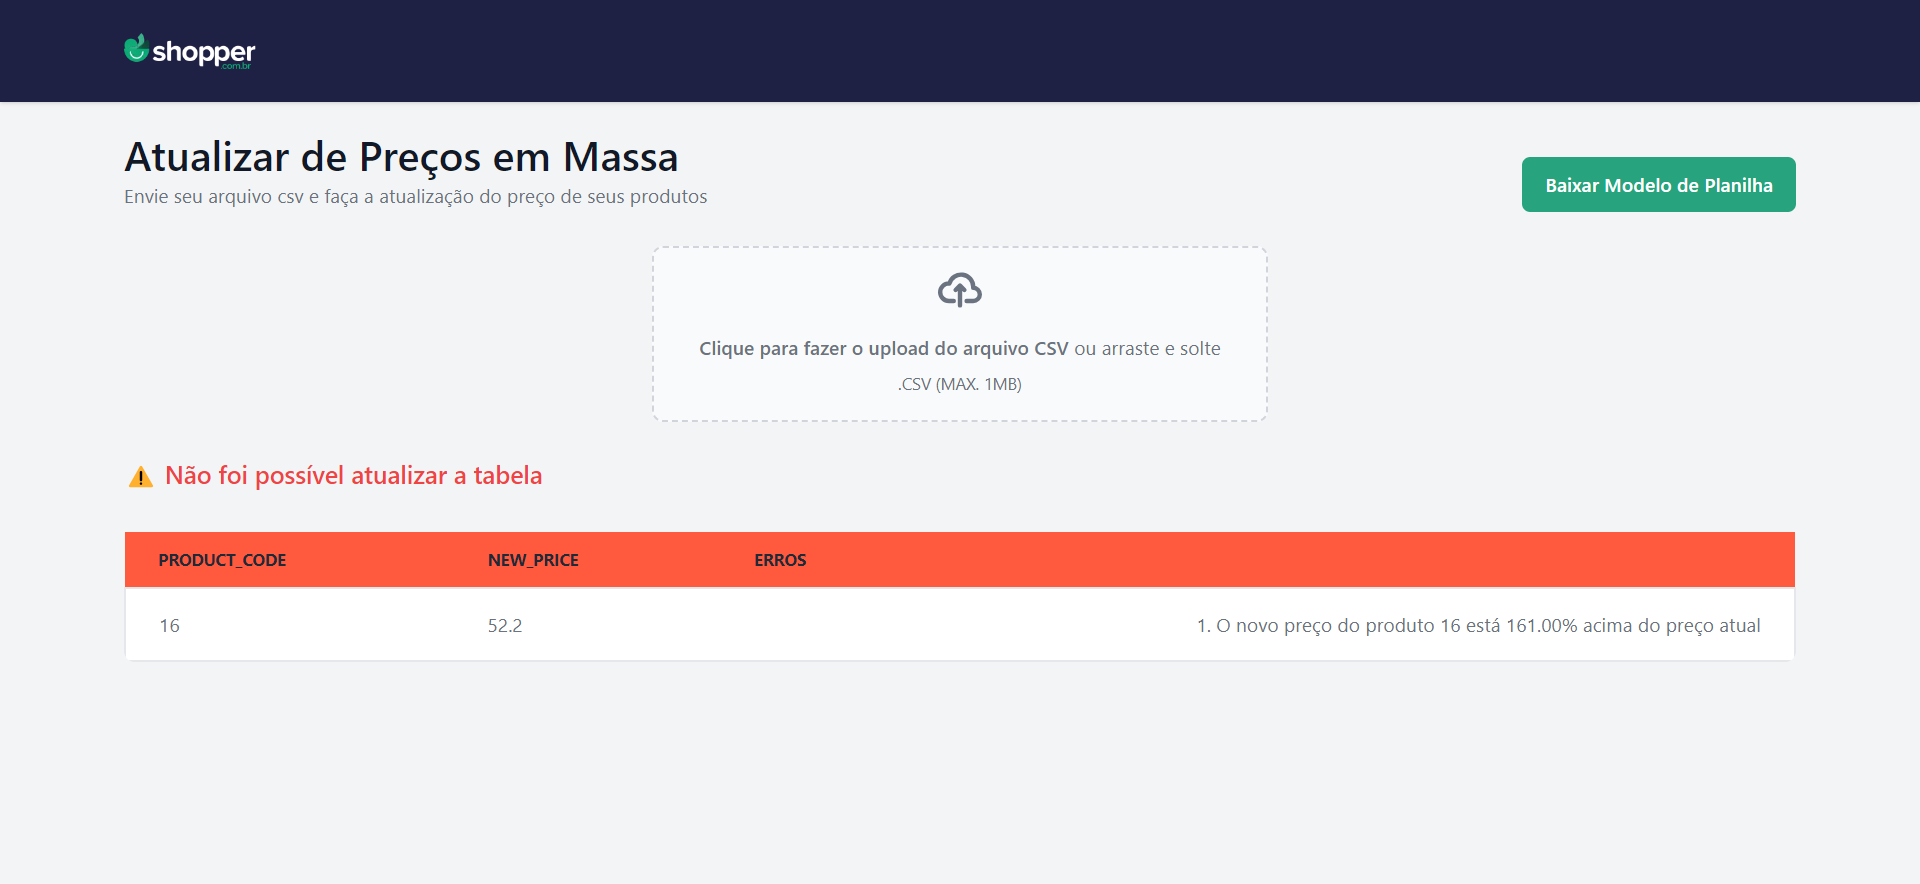 shopper
.com.br
Atualizar de Preços em Massa
Envie seu arquivo csv e faça a atualização do preço de seus produtos
Baixar Modelo de Planilha
Clique para fazer o upload do arquivo CSV ou arraste e solte
.CSV (MAX. 1MB)
Não foi possível atualizar a tabela
PRODUCT_CODE NEW_PRICE ERROS
16 52.2 1. O novo preço do produto 16 está 161.00% acima do preço atual